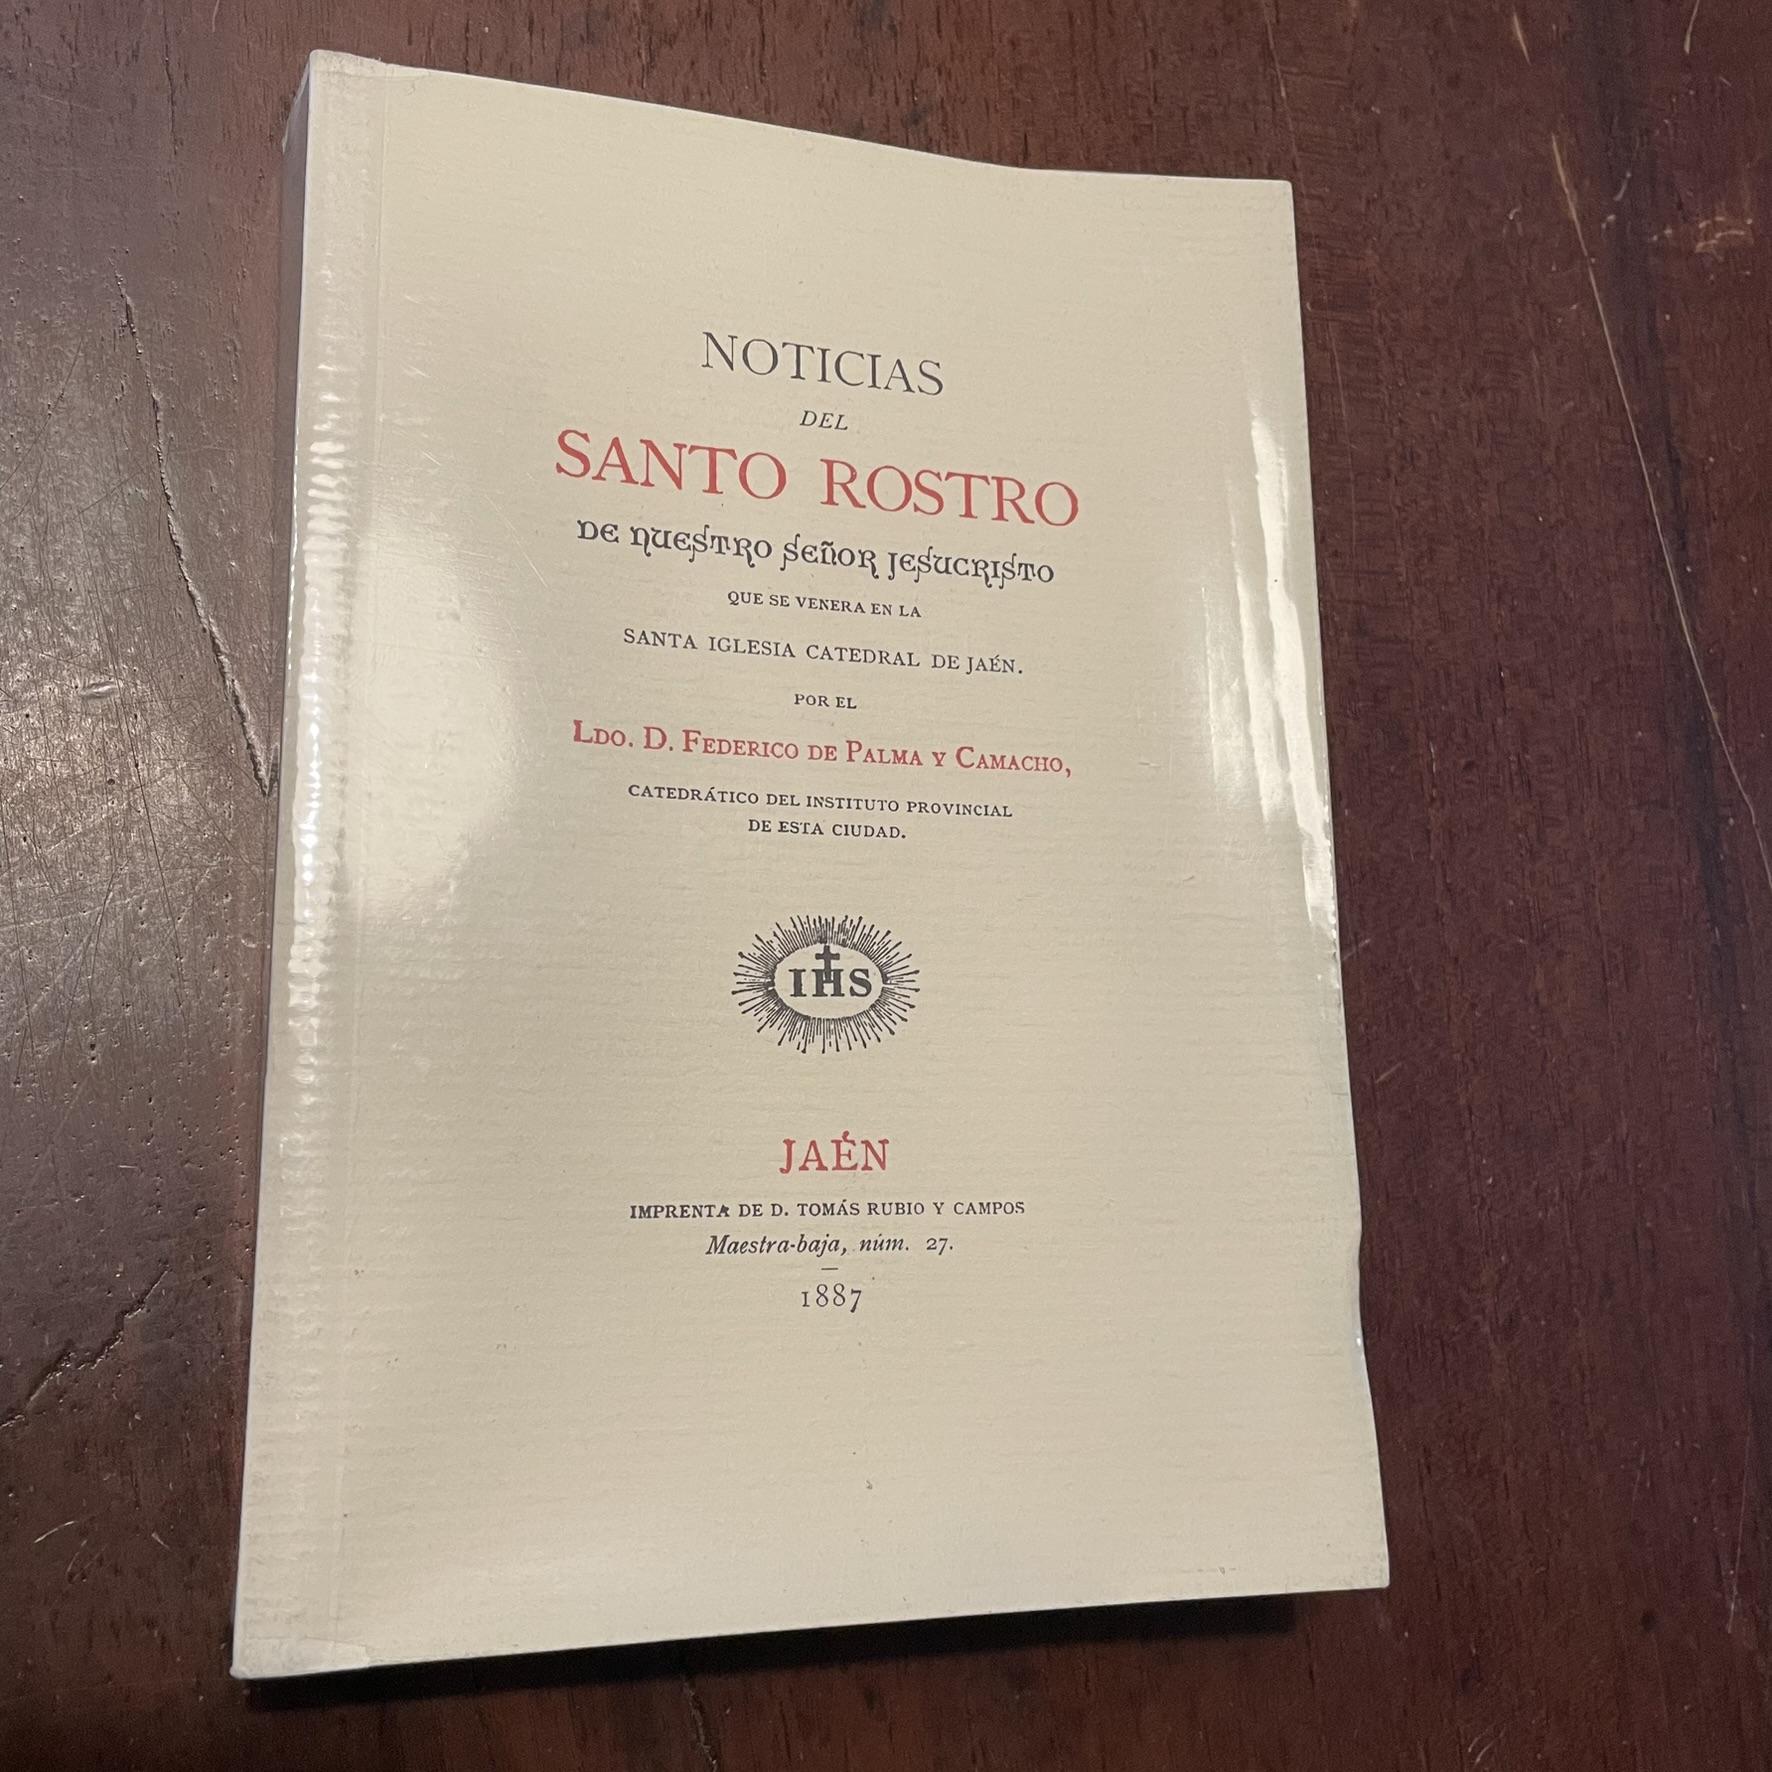 NOTICIAS
DEL
SANTO ROSTRO
DE NUESTRO SEÑOR JESUCRISTO
QUE SE VENERA EN LA
SANTA IGLESIA CATEDRAL DE JAÉN.
POR EL
LDO. D. FEDERICO DE PALMA Y CAMACHO,
CATEDRÁTICO DEL INSTITUTO PROVINCIAL
DE ESTA CIUDAD.
IHS
JAÉN
IMPRENTA DE D. TOMÁS RUBIO Y CAMPOS
Maestra-baja, núm. 27.
1887